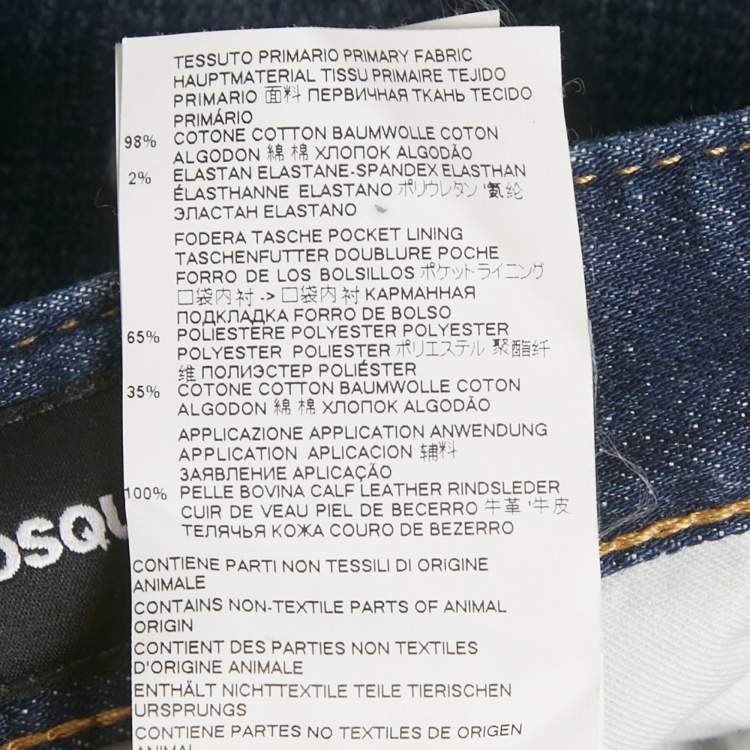 TESSUTO PRIMARIO PRIMARY FABRIC
HAUPTMATERIAL TISSU PRIMAIRE TEJIDO
PRIMARIO 面料 ПЕРВИЧНАЯ ТКАНЬ TECIDO
PRIMÁRIO
98% COTONE COTTON BAUMWOLLE COTON
ALGODON 綿 棉 ХЛОПОК ALGODÃO
2% ELASTAN ELASTANE-SPANDEX ELASTHAN
ÉLASTHANNE ELASTANO ポリウレタン '氨纶
ЭЛАСТАН ELASTANO
FODERA TASCHE POCKET LINING
TASCHENFUTTER DOUBLURE POCHE
FORRO DE LOS BOLSILLOS ポケット・ライニング
口袋内衬 -> 口袋内衬 КАРМАННАЯ
ПОДКЛАДКА FORRO DE BOLSO
65% POLIESTERE POLYESTER POLYESTER
POLYESTER POLIESTER ポリエステル 聚酯纤
维 ПОЛИЭСТЕР POLIÉSTER
35% COTONE COTTON BAUMWOLLE COTON
ALGODON 綿 棉 ХЛОПОК ALGODÃO
APPLICAZIONE APPLICATION ANWENDUNG
APPLICATION APLICACION 辅料
ЗАЯВЛЕНИЕ APLICAÇÃO
100% PELLE BOVINA CALF LEATHER RINDSLEDER
CUIR DE VEAU PIEL DE BECERRO 牛革 '牛皮
ТЕЛЯЧЬЯ КОЖА COURO DE BEZERRO
CONTIENE PARTI NON TESSILI DI ORIGINE
ANIMALE
CONTAINS NON-TEXTILE PARTS OF ANIMAL
ORIGIN
CONTIENT DES PARTIES NON TEXTILES
D'ORIGINE ANIMALE
ENTHÄLT NICHTTEXTILE TEILE TIERISCHEN
URSPRUNGS
CONTIENE PARTES NO TEXTILES DE ORIGEN
ANIMAL
OSQU